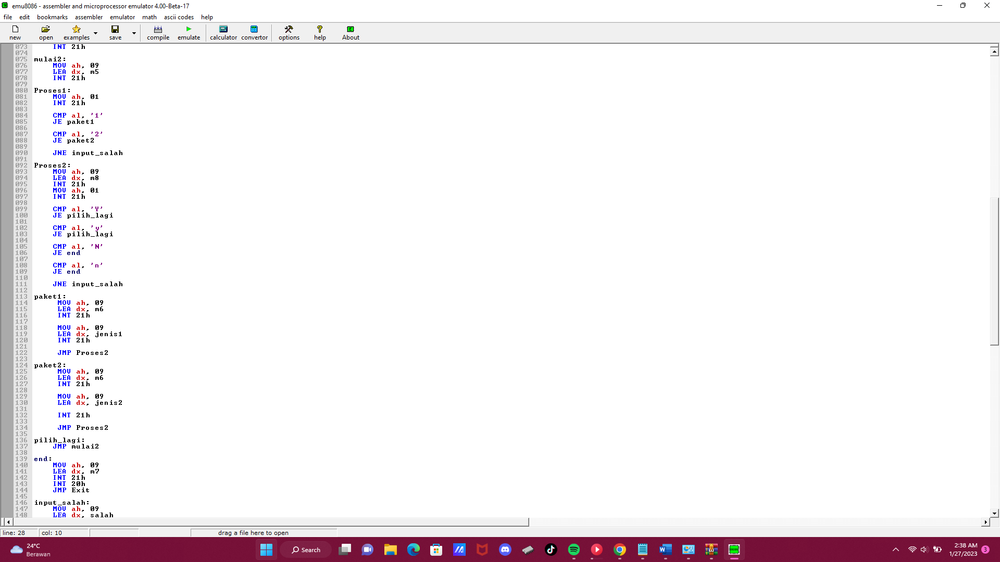 emu8086 - assembler and microprocessor emulator 4.00-Beta-17
file edit bookmarks assembler emulator math ascii codes help
new open examples save compile emulate calculator convertor options help About
073 INT 21h
074
075 mulai2:
076 MOV ah, 09
077 LEA dx, m5
078 INT 21h
079
080 Proses1:
081 MOV ah, 01
082 INT 21h
083
084 CMP al, '1'
085 JE paket1
086
087 CMP al, '2'
088 JE paket2
089
090 JNE input_salah
091
092 Proses2:
093 MOV ah, 09
094 LEA dx, m8
095 INT 21h
096 MOV ah, 01
097 INT 21h
098
099 CMP al, 'Y'
100 JE pilih_lagi
101
102 CMP al, 'y'
103 JE pilih_lagi
104
105 CMP al, 'N'
106 JE end
107
108 CMP al, 'n'
109 JE end
110
111 JNE input_salah
112
113 paket1:
114 MOV ah, 09
115 LEA dx, m6
116 INT 21h
117
118 MOV ah, 09
119 LEA dx, jenis1
120 INT 21h
121
122 JMP Proses2
123
124 paket2:
125 MOV ah, 09
126 LEA dx, m6
127 INT 21h
128
129 MOV ah, 09
130 LEA dx, jenis2
131
132 INT 21h
133
134 JMP Proses2
135
136 pilih_lagi:
137 JMP mulai2
138
139 end:
140 MOV ah, 09
141 LEA dx, m7
142 INT 21h
143 INT 20h
144 JMP Exit
145
146 input_salah:
147 MOV ah, 09
148 LEA dx, salah
line: 28 col: 10 drag a file here to open
24°C
Berawan
Search
2:38 AM
1/27/2023
3